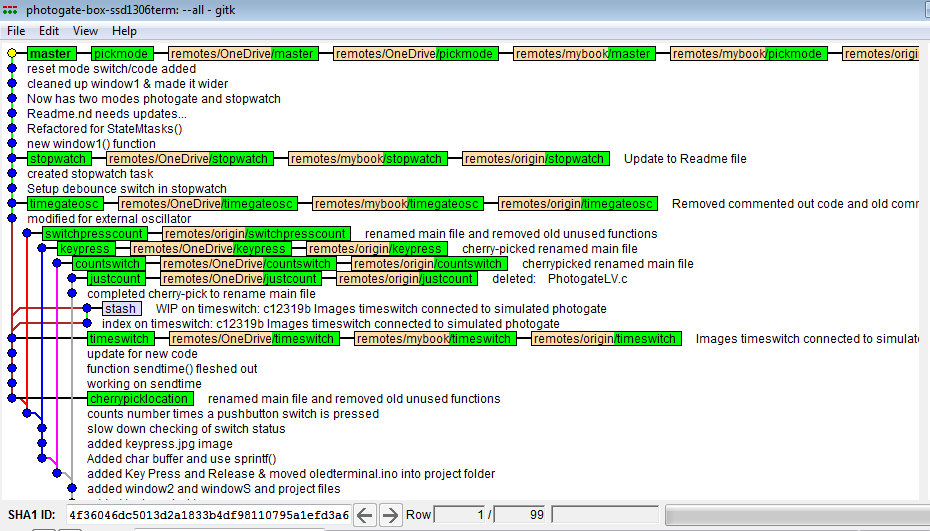 photogate-box-ssd1306term: --all - gitk
File Edit View Help
master pickmode remotes/OneDrive/master remotes/OneDrive/pickmode remotes/mybook/master remotes/mybook/pickmode remotes/origi
reset mode switch/code added
cleaned up window1 & made it wider
Now has two modes photogate and stopwatch
Readme.nd needs updates...
Refactored for StateMtasks()
new window1() function
stopwatch remotes/OneDrive/stopwatch remotes/mybook/stopwatch remotes/origin/stopwatch Update to Readme file
created stopwatch task
Setup debounce switch in stopwatch
timegateosc remotes/OneDrive/timegateosc remotes/mybook/timegateosc remotes/origin/timegateosc Removed commented out code and old comm
modified for external oscillator
switchpresscount remotes/origin/switchpresscount renamed main file and removed old unused functions
keypress remotes/OneDrive/keypress remotes/origin/keypress cherry-picked renamed main file
countswitch remotes/OneDrive/countswitch remotes/origin/countswitch cherrypicked renamed main file
justcount remotes/OneDrive/justcount remotes/origin/justcount deleted: PhotogateLV.c
completed cherry-pick to rename main file
stash WIP on timeswitch: c12319b Images timeswitch connected to simulated photogate
index on timeswitch: c12319b Images timeswitch connected to simulated photogate
timeswitch remotes/OneDrive/timeswitch remotes/mybook/timeswitch remotes/origin/timeswitch Images timeswitch connected to simulate
update for new code
function sendtime() fleshed out
working on sendtime
cherrypicklocation renamed main file and removed old unused functions
counts number times a pushbutton switch is pressed
slow down checking of switch status
added keypress.jpg image
Added char buffer and use sprintf()
added Key Press and Release & moved oledterminal.ino into project folder
added window2 and windowS and project files
SHA1 ID: 4f36046dc5013d2a1833b4df98110795a1efd3a6 Row 1 / 99